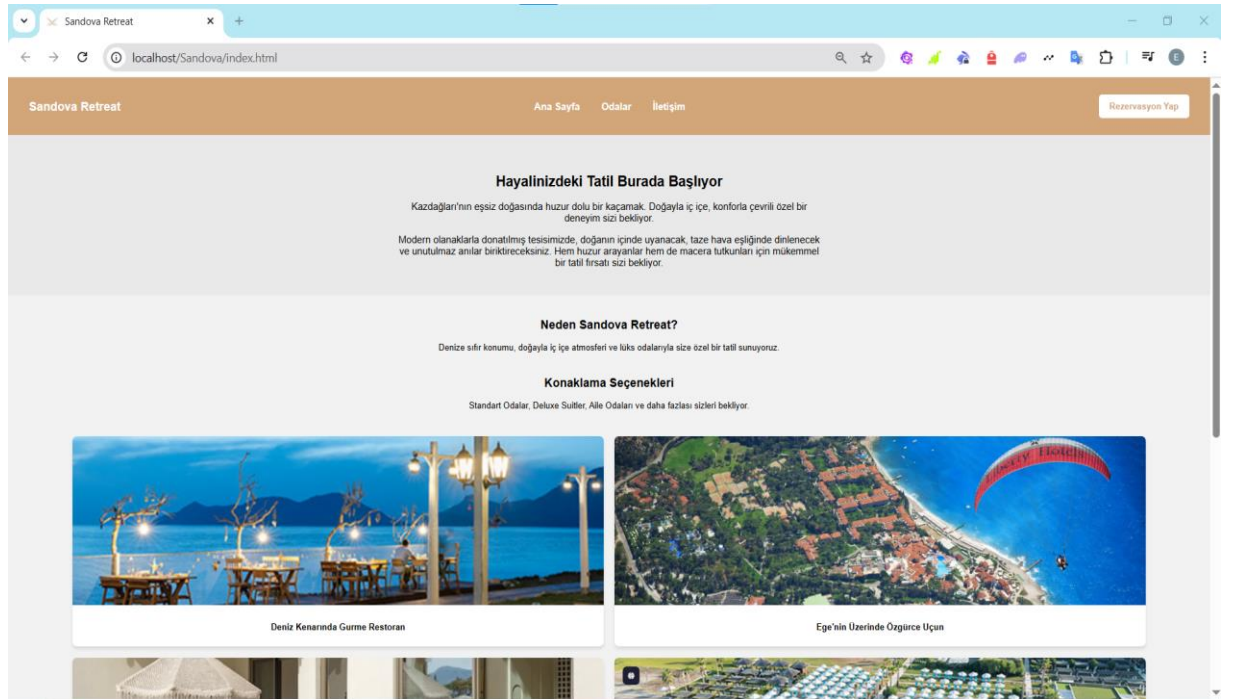 Sandova Retreat
localhost/Sandova/index.html
E
Sandova Retreat
Ana Sayfa
Odalar
İletişim
Rezervasyon Yap
Hayalinizdeki Tatil Burada Başlıyor
Kazdağları'nın eşsiz doğasında huzur dolu bir kaçamak. Doğayla iç içe, konforla çevrili özel bir
deneyim sizi bekliyor.
Modern olanaklarla donatılmış tesisimizde, doğanın içinde uyanacak, taze hava eşliğinde dinlenecek
ve unutulmaz anılar biriktireceksiniz. Hem huzur arayanlar hem de macera tutkunları için mükemmel
bir tatil fırsatı sizi bekliyor.
Neden Sandova Retreat?
Denize sıfır konumu, doğayla iç içe atmosferi ve lüks odalarıyla size özel bir tatil sunuyoruz.
Konaklama Seçenekleri
Standart Odalar, Deluxe Suitler, Aile Odaları ve daha fazlası sizleri bekliyor.
Hotels
Deniz Kenarında Gurme Restoran
Ege'nin Üzerinde Özgürce Uçun